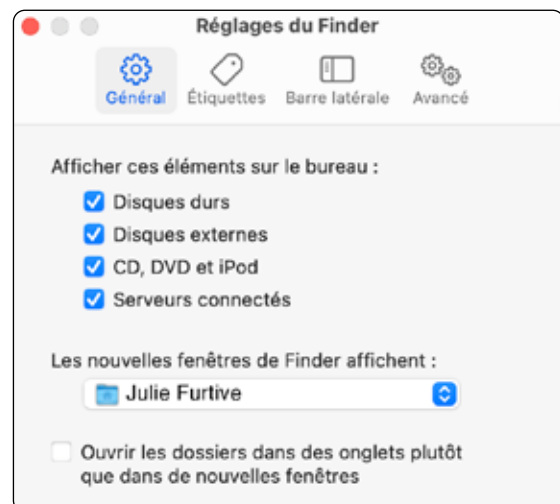 Réglages du Finder
Général
Étiquettes
Barre latérale
Avancé
Afficher ces éléments sur le bureau :
Disques durs
Disques externes
CD, DVD et iPod
Serveurs connectés
Les nouvelles fenêtres de Finder affichent :
Julie Furtive
Ouvrir les dossiers dans des onglets plutôt
que dans de nouvelles fenêtres